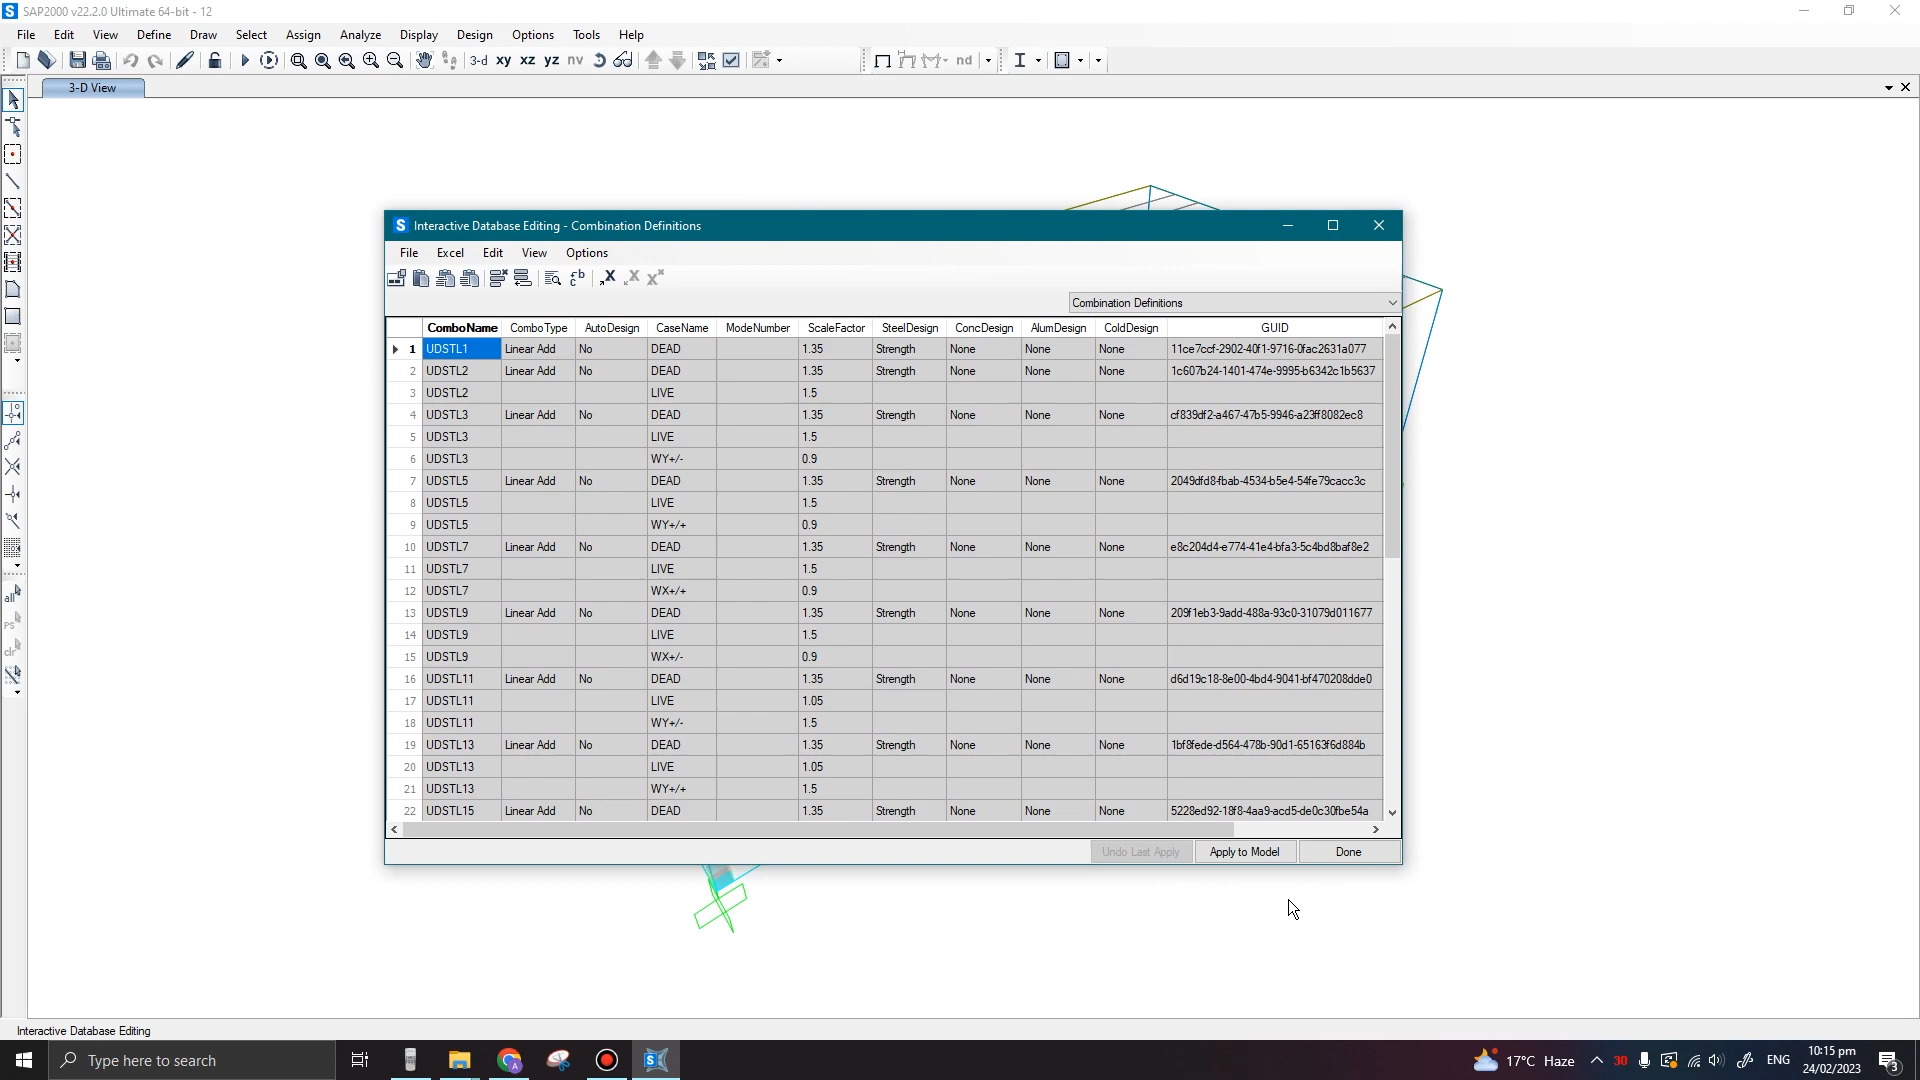 SAP2000 v22.2.0 Ultimate 64-bit - 12
File Edit View Define Draw Select Assign Analyze Display Design Options Tools Help
3-d xy xz yz nv nd
3-D View
all
ps
clr
Interactive Database Editing - Combination Definitions
File Excel Edit View Options
Combination Definitions
ComboName ComboType AutoDesign CaseName ModeNumber ScaleFactor SteelDesign ConcDesign AlumDesign ColdDesign GUID
1 UDSTL1 Linear Add No DEAD 1.35 Strength None None None 11ce7ccf-2902-40f1-9716-0fac2631a077
2 UDSTL2 Linear Add No DEAD 1.35 Strength None None None 1c607b24-1401-474e-9995-b6342c1b5637
3 UDSTL2 LIVE 1.5
4 UDSTL3 Linear Add No DEAD 1.35 Strength None None None cf839df2-a467-47b5-9946-a23ff8082ec8
5 UDSTL3 LIVE 1.5
6 UDSTL3 WY+/- 0.9
7 UDSTL5 Linear Add No DEAD 1.35 Strength None None None 2049dfd8-fbab-4534-b5e4-54fe79cacc3c
8 UDSTL5 LIVE 1.5
9 UDSTL5 WY+/+ 0.9
10 UDSTL7 Linear Add No DEAD 1.35 Strength None None None e8c204d4-e774-41e4-bfa3-5c4bd8baf8e2
11 UDSTL7 LIVE 1.5
12 UDSTL7 WX+/+ 0.9
13 UDSTL9 Linear Add No DEAD 1.35 Strength None None None 209f1eb3-9add-488a-93c0-31079d011677
14 UDSTL9 LIVE 1.5
15 UDSTL9 WX+/- 0.9
16 UDSTL11 Linear Add No DEAD 1.35 Strength None None None d6d19c18-8e00-4bd4-9041-bf470208dde0
17 UDSTL11 LIVE 1.05
18 UDSTL11 WY+/- 1.5
19 UDSTL13 Linear Add No DEAD 1.35 Strength None None None 1bf8fede-d564-478b-90d1-65163f6d884b
20 UDSTL13 LIVE 1.05
21 UDSTL13 WY+/+ 1.5
22 UDSTL15 Linear Add No DEAD 1.35 Strength None None None 5228ed92-18f8-4aa9-acd5-de0c30fbe54a
Undo Last Apply Apply to Model Done
Interactive Database Editing
Type here to search
17°C Haze 30 ENG 10:15 pm
24/02/2023 3